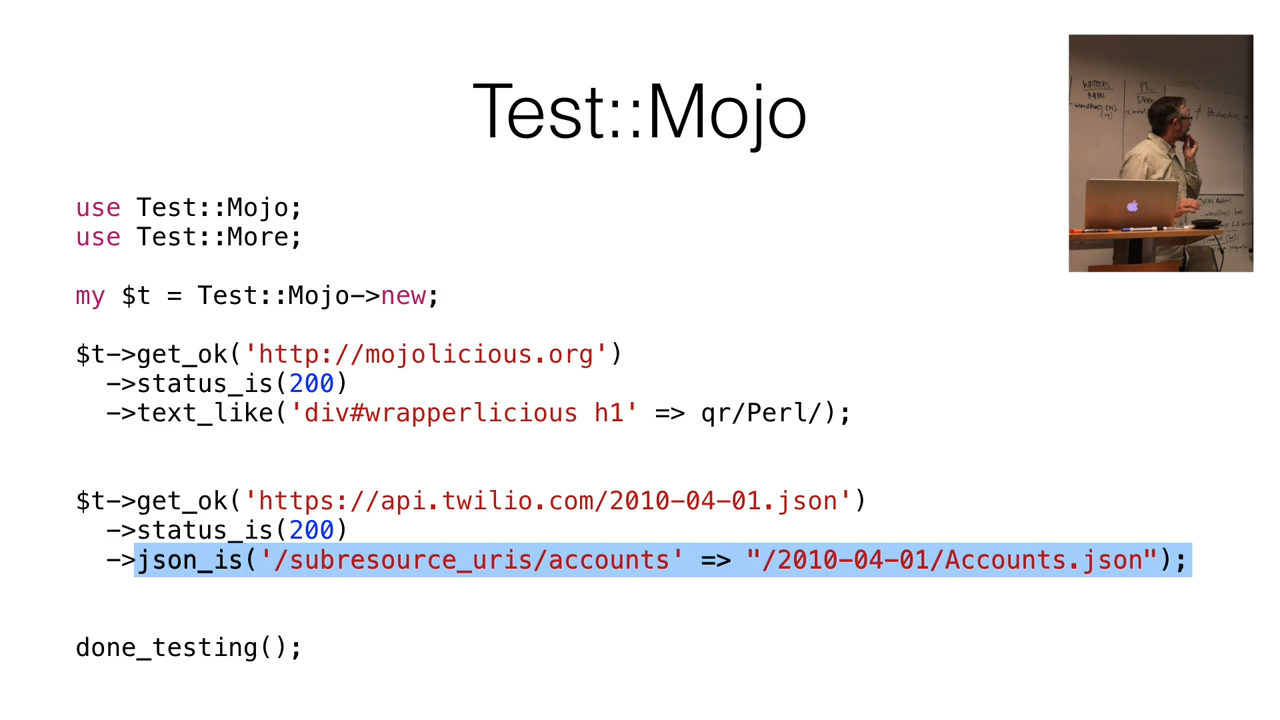 Test::Mojo
use Test::Mojo;
use Test::More;
my $t = Test::Mojo->new;
$t->get_ok('http://mojolicious.org')
->status_is(200)
->text_like('div#wrapperlicious h1' => qr/Perl/);
$t->get_ok('https://api.twilio.com/2010-04-01.json')
->status_is(200)
->json_is('/subresource_uris/accounts' => "/2010-04-01/Accounts.json");
done_testing();
PL